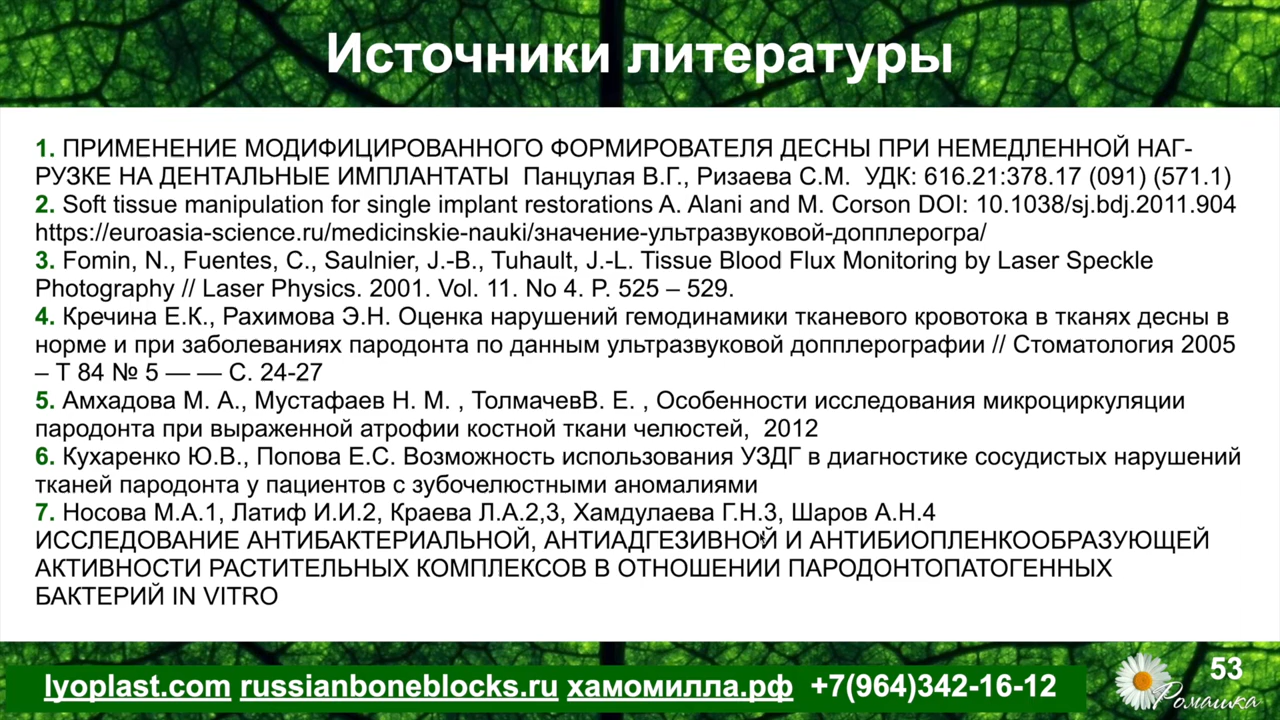 Источники литературы
1. ПРИМЕНЕНИЕ МОДИФИЦИРОВАННОГО ФОРМИРОВАТЕЛЯ ДЕСНЫ ПРИ НЕМЕДЛЕННОЙ НАГ-
РУЗКЕ НА ДЕНТАЛЬНЫЕ ИМПЛАНТАТЫ Панцулая В.Г., Ризаева С.М. УДК: 616.21:378.17 (091) (571.1)
2. Soft tissue manipulation for single implant restorations A. Alani and M. Corson DOI: 10.1038/sj.bdj.2011.904
https://euroasia-science.ru/medicinskie-nauki/значение-ультразвуковой-допплерогра/
3. Fomin, N., Fuentes, C., Saulnier, J.-B., Tuhault, J.-L. Tissue Blood Flux Monitoring by Laser Speckle
Photography // Laser Physics. 2001. Vol. 11. No 4. P. 525 – 529.
4. Кречина Е.К., Рахимова Э.Н. Оценка нарушений гемодинамики тканевого кровотока в тканях десны в
норме и при заболеваниях пародонта по данным ультразвуковой допплерографии // Стоматология 2005
– Т 84 № 5 — — С. 24-27
5. Амхадова М. А., Мустафаев Н. М. , ТолмачевВ. Е. , Особенности исследования микроциркуляции
пародонта при выраженной атрофии костной ткани челюстей, 2012
6. Кухаренко Ю.В., Попова Е.С. Возможность использования УЗДГ в диагностике сосудистых нарушений
тканей пародонта у пациентов с зубочелюстными аномалиями
7. Носова М.А.1, Латиф И.И.2, Краева Л.А.2,3, Хамдулаева Г.Н.3, Шаров А.Н.4
ИССЛЕДОВАНИЕ АНТИБАКТЕРИАЛЬНОЙ, АНТИАДГЕЗИВНОЙ И АНТИБИОПЛЕНКООБРАЗУЮЩЕЙ
АКТИВНОСТИ РАСТИТЕЛЬНЫХ КОМПЛЕКСОВ В ОТНОШЕНИИ ПАРОДОНТОПАТОГЕННЫХ
БАКТЕРИЙ IN VITRO
lyoplast.com russianboneblocks.ru хамомилла.рф +7(964)342-16-12
53
Ромашка